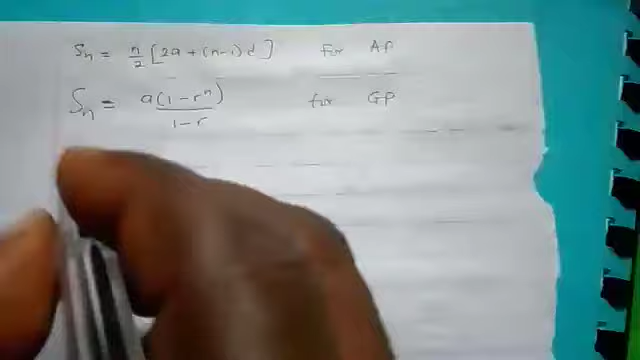 Sn = n/2 [2a + (n-1)d] for AP
Sn = a(1-r^n)/1-r for GP